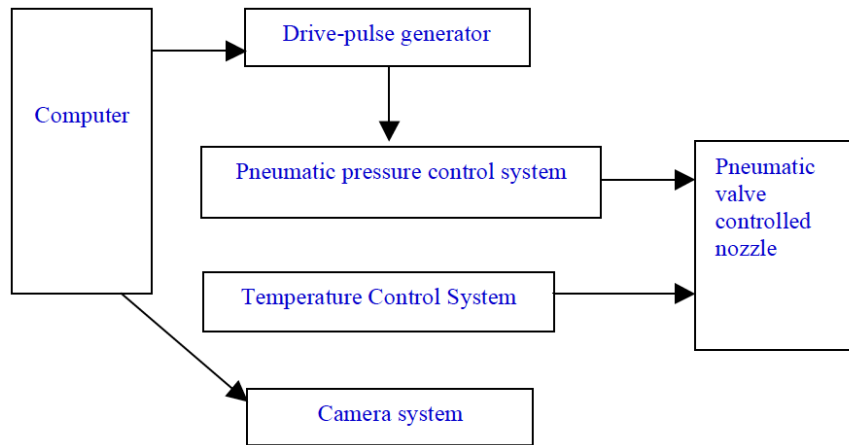 Drive-pulse generator
Computer
Pneumatic pressure control system
Pneumatic
valve
controlled
nozzle
Temperature Control System
Camera system